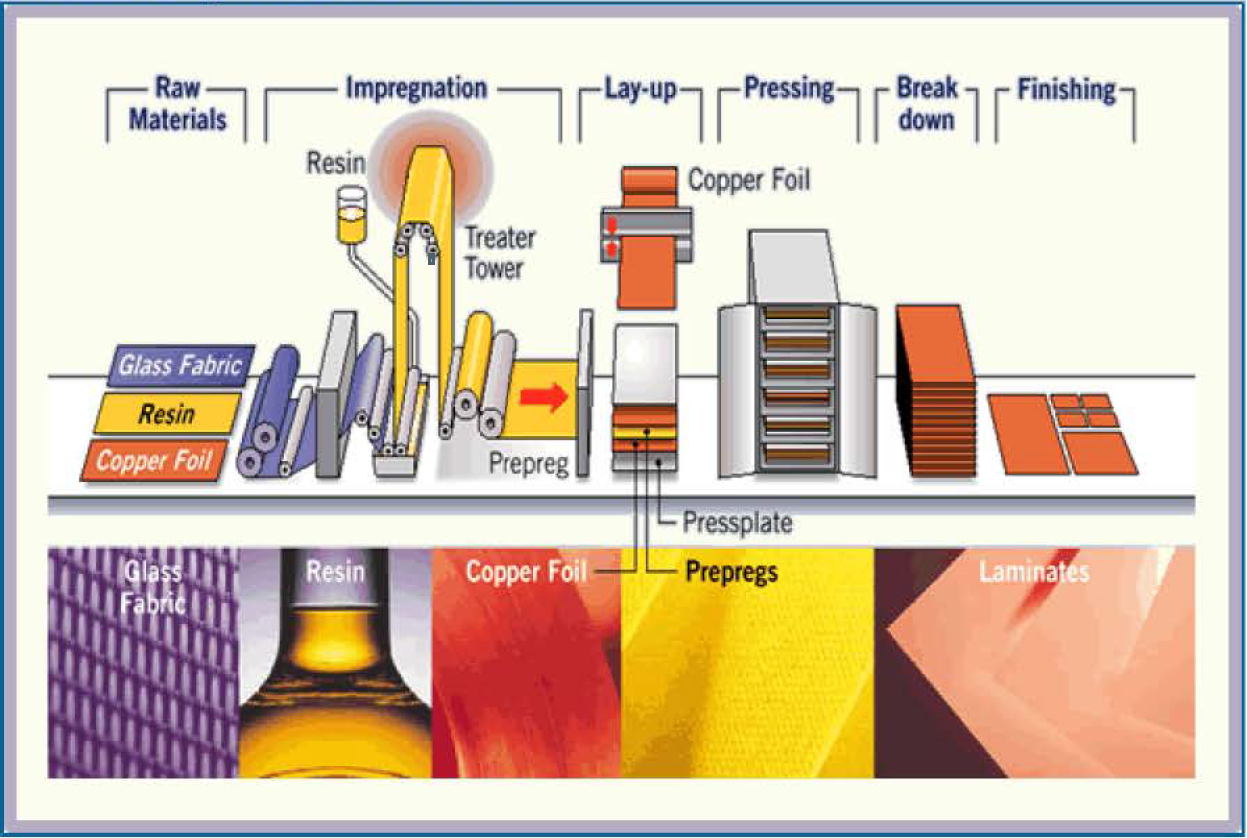 Raw
Materials
Impregnation
Lay-up
Pressing
Break
down
Finishing
Resin
Copper Foil
Treater
Tower
Glass Fabric
Resin
Copper Foil
Prepreg
Pressplate
Glass
Fabric
Resin
Copper Foil
Prepregs
Laminates